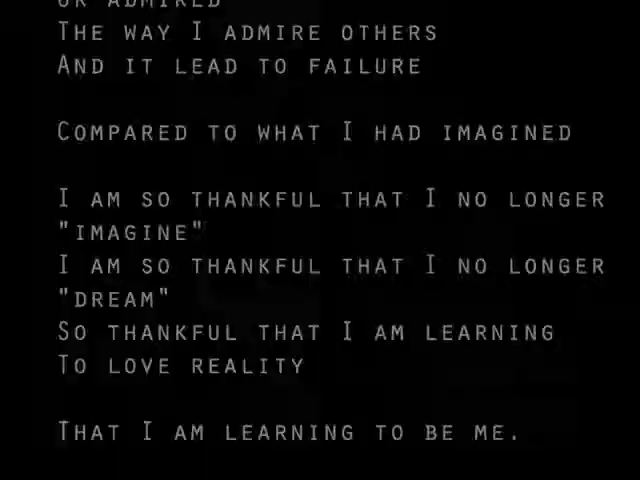 OR ADMIRED
THE WAY I ADMIRE OTHERS
AND IT LEAD TO FAILURE
COMPARED TO WHAT I HAD IMAGINED
I AM SO THANKFUL THAT I NO LONGER
"IMAGINE"
I AM SO THANKFUL THAT I NO LONGER
"DREAM"
SO THANKFUL THAT I AM LEARNING
TO LOVE REALITY
THAT I AM LEARNING TO BE ME.